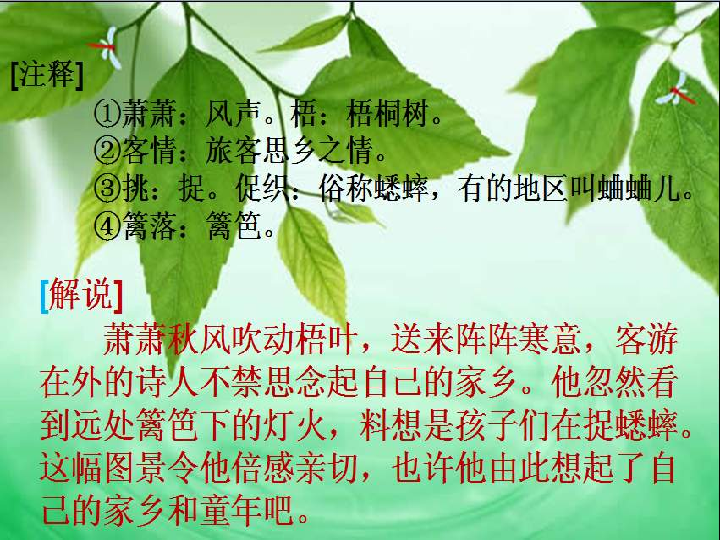 [注释]
①萧萧：风声。梧：梧桐树。
②客情：旅客思乡之情。
③挑：捉。促织：俗称蟋蟀，有的地区叫蛐蛐儿。
④篱落：篱笆。
[解说]
萧萧秋风吹动梧叶，送来阵阵寒意，客游
在外的诗人不禁思念起自己的家乡。他忽然看
到远处篱笆下的灯火，料想是孩子们在捉蟋蟀。
这幅图景令他倍感亲切，也许他由此想起了自
己的家乡和童年吧。